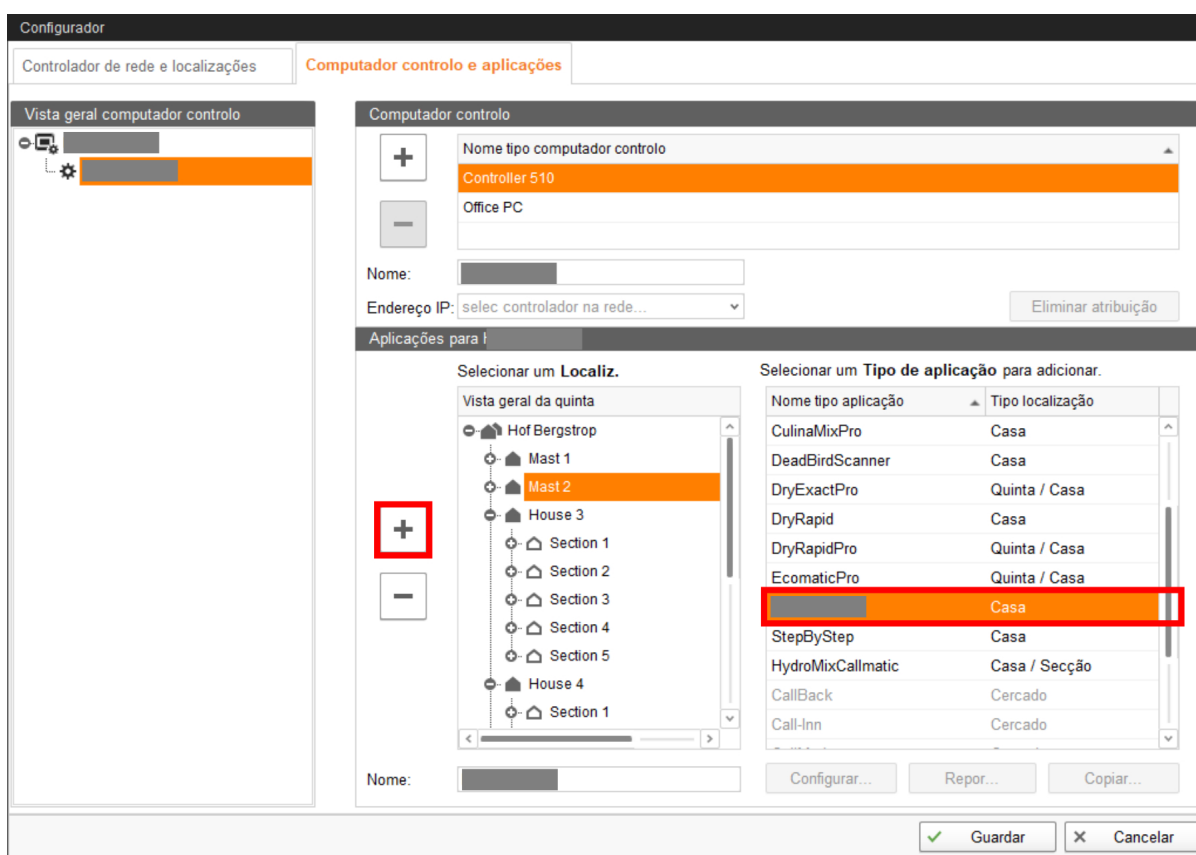 Configurador
Controlador de rede e localizações
Computador controlo e aplicações
Vista geral computador controlo
Computador controlo
Nome tipo computador controlo
Controller 510
Office PC
Nome:
Endereço IP: selec controlador na rede...
Eliminar atribuição
Aplicações para
Selecionar um Localiz.
Vista geral da quinta
Hof Bergstrop
Mast 1
Mast 2
House 3
Section 1
Section 2
Section 3
Section 4
Section 5
House 4
Section 1
Nome:
Selecionar um Tipo de aplicação para adicionar.
Nome tipo aplicação Tipo localização
CulinaMixPro Casa
DeadBirdScanner Casa
DryExactPro Quinta / Casa
DryRapid Casa
DryRapidPro Quinta / Casa
EcomaticPro Quinta / Casa
Casa
StepByStep Casa
HydroMixCallmatic Casa / Secção
CallBack Cercado
Call-Inn Cercado
Configurar... Repor... Copiar...
Guardar Cancelar